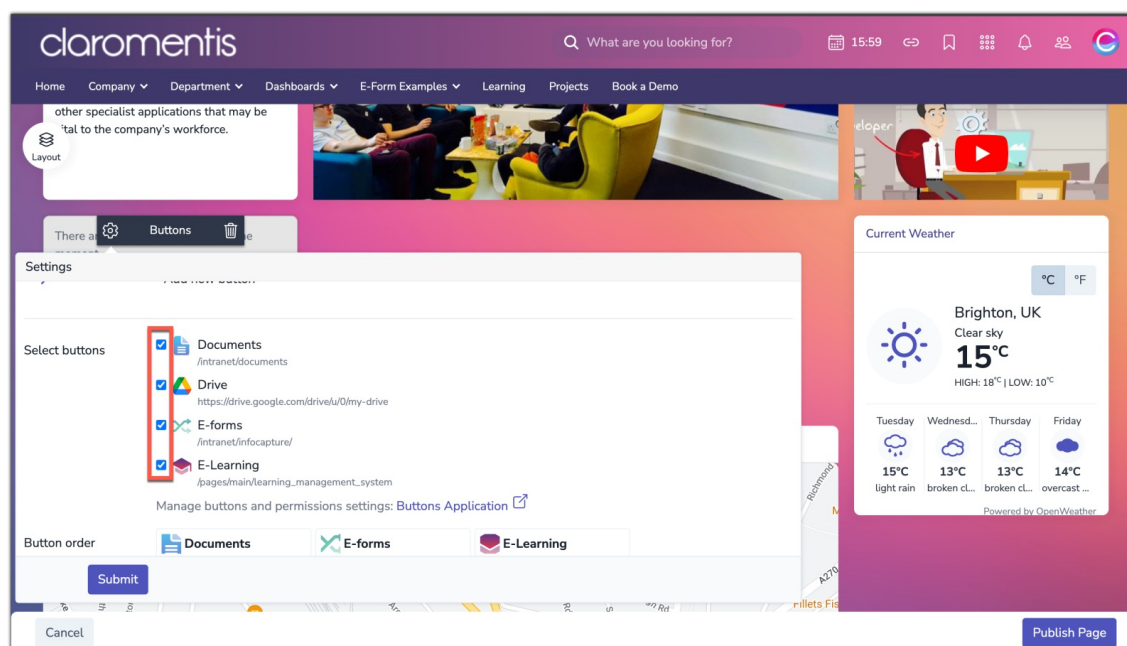 claromentis
What are you looking for?
15:59
Home Company Department Dashboards E-Form Examples Learning Projects Book a Demo
other specialist applications that may be
ital to the company's workforce.
Layout
eloper
There a
Buttons
e
Current Weather
°C °F
Brighton, UK
Clear sky
15°C
HIGH: 18°C | LOW: 10°C
Tuesday Wednesd... Thursday Friday
15°C 13°C 13°C 14°C
light rain broken cl... broken cl... overcast ...
Powered by OpenWeather
Settings
Add new button
Select buttons
Documents
/intranet/documents
Drive
https://drive.google.com/drive/u/0/my-drive
E-forms
/intranet/infocapture/
E-Learning
/pages/main/learning_management_system
Manage buttons and permissions settings: Buttons Application
Button order
Documents E-forms E-Learning
Submit
Richmond
A270
Fillets Fis
Cancel
Publish Page